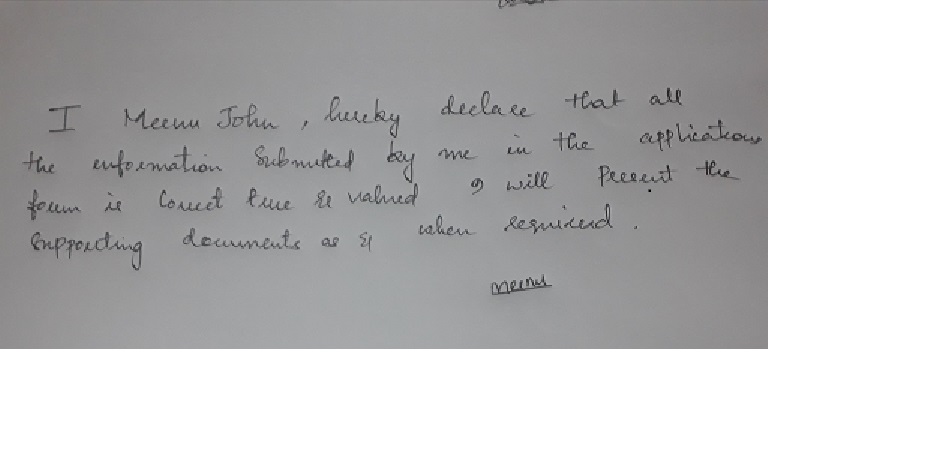 I Meenu John, hereby declare that all
the information Submitted by me in the application
form is Correct true & valued I will Present the
Supporting documents as & when required.
Meenu